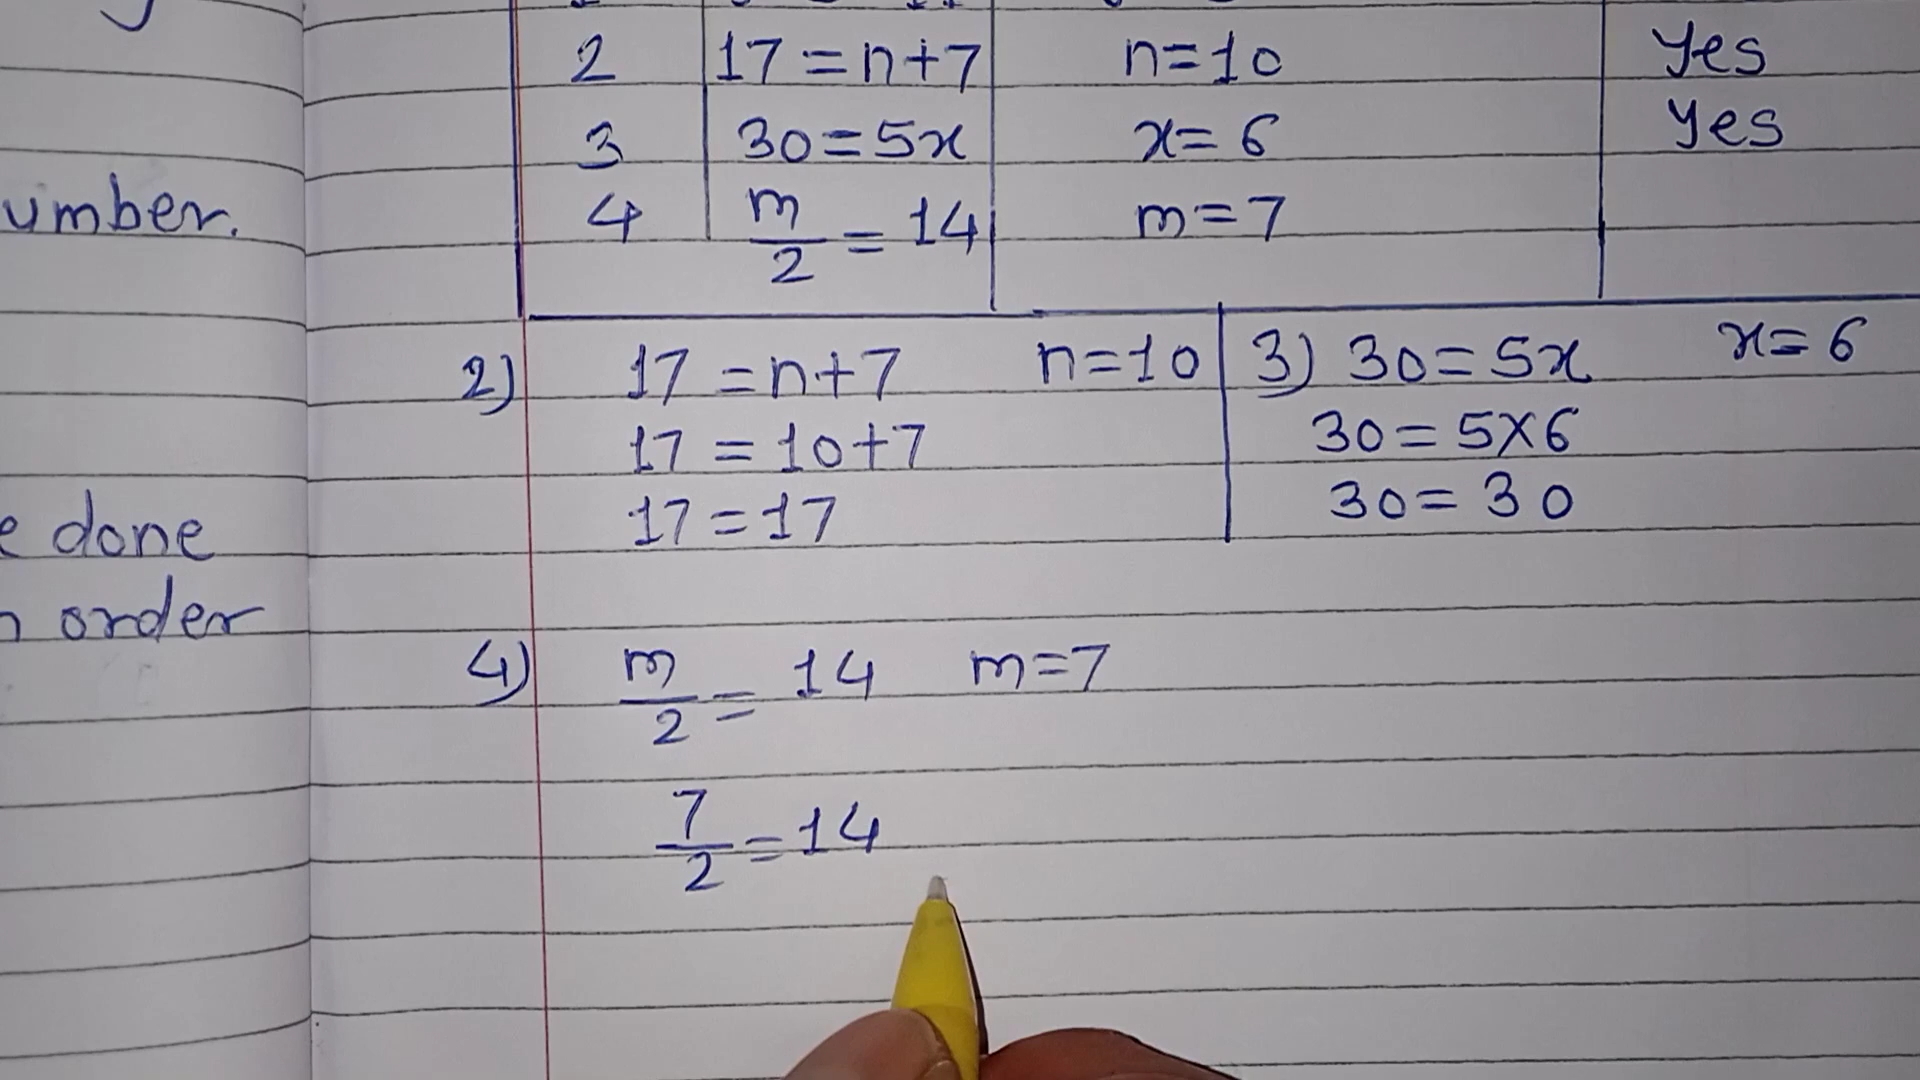 2 17=n+7 n=10 Yes
3 30=5x x=6 Yes
4 m/2=14 m=7
umber.
2) 17=n+7 n=10
17=10+7
17=17
3) 30=5x x=6
30=5×6
30=30
e done
order
4) m/2=14 m=7
7/2=14